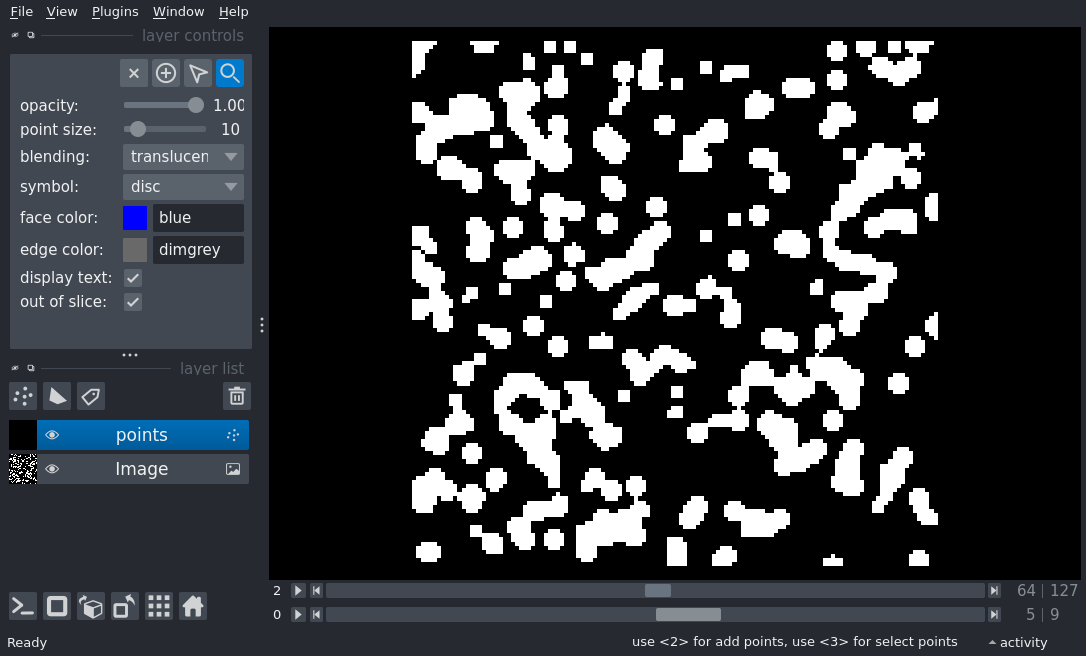 File View Plugins Window Help
layer controls
opacity: 1.00
point size: 10
blending: translucen
symbol: disc
face color: blue
edge color: dimgrey
display text:
out of slice:
layer list
points
Image
2 64 | 127
0 5 | 9
Ready use <2> for add points, use <3> for select points activity